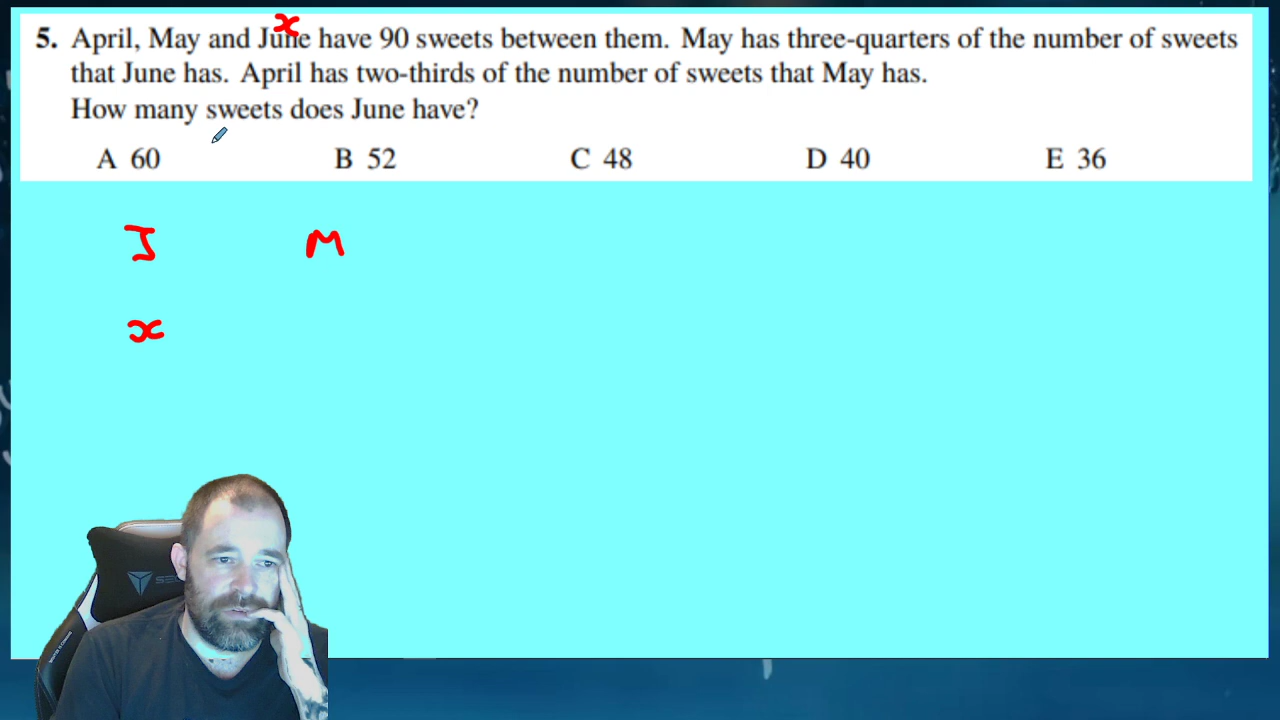 x
5. April, May and June have 90 sweets between them. May has three-quarters of the number of sweets
that June has. April has two-thirds of the number of sweets that May has.
How many sweets does June have?
A 60 B 52 C 48 D 40 E 36
J M
x